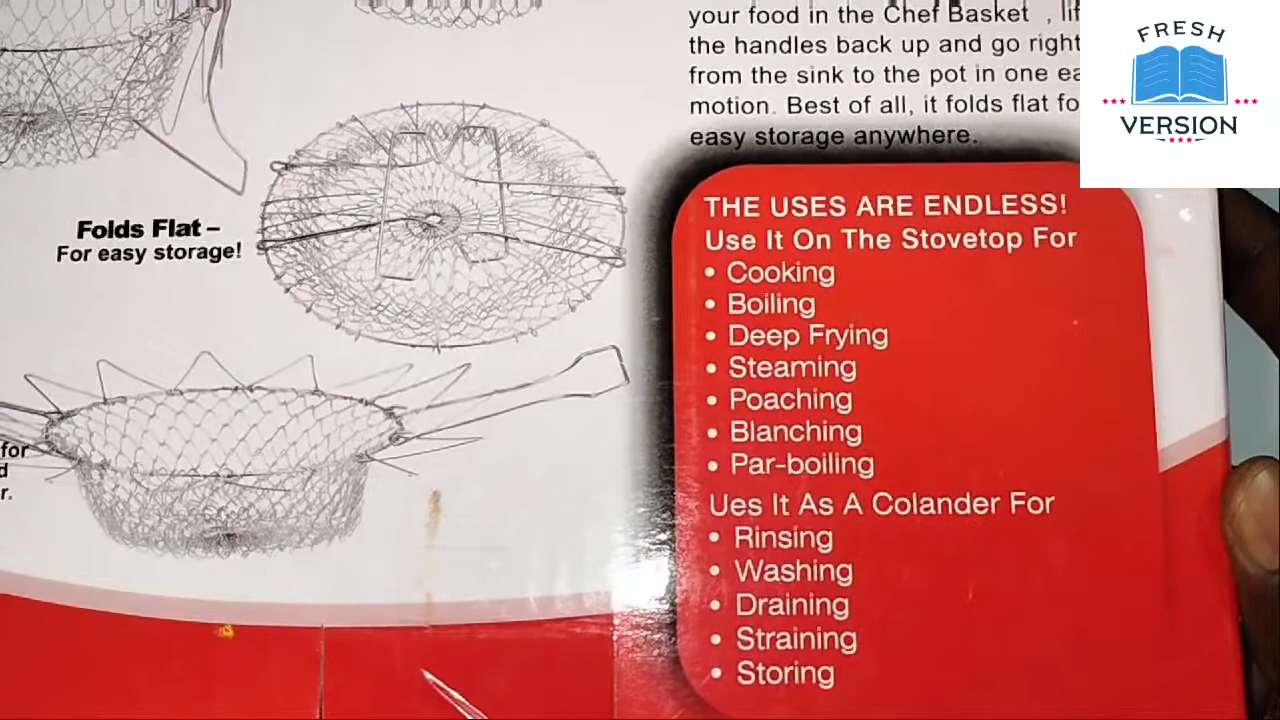 your food in the Chef Basket ,
the handles back up and go right
from the sink to the pot in one
motion. Best of all, it folds flat
easy storage anywhere.
FRESH
VERSION
Folds Flat –
For easy storage!
for
r.
THE USES ARE ENDLESS!
Use It On The Stovetop For
• Cooking
• Boiling
• Deep Frying
• Steaming
• Poaching
• Blanching
• Par-boiling
Ues It As A Colander For
• Rinsing
• Washing
• Draining
• Straining
• Storing